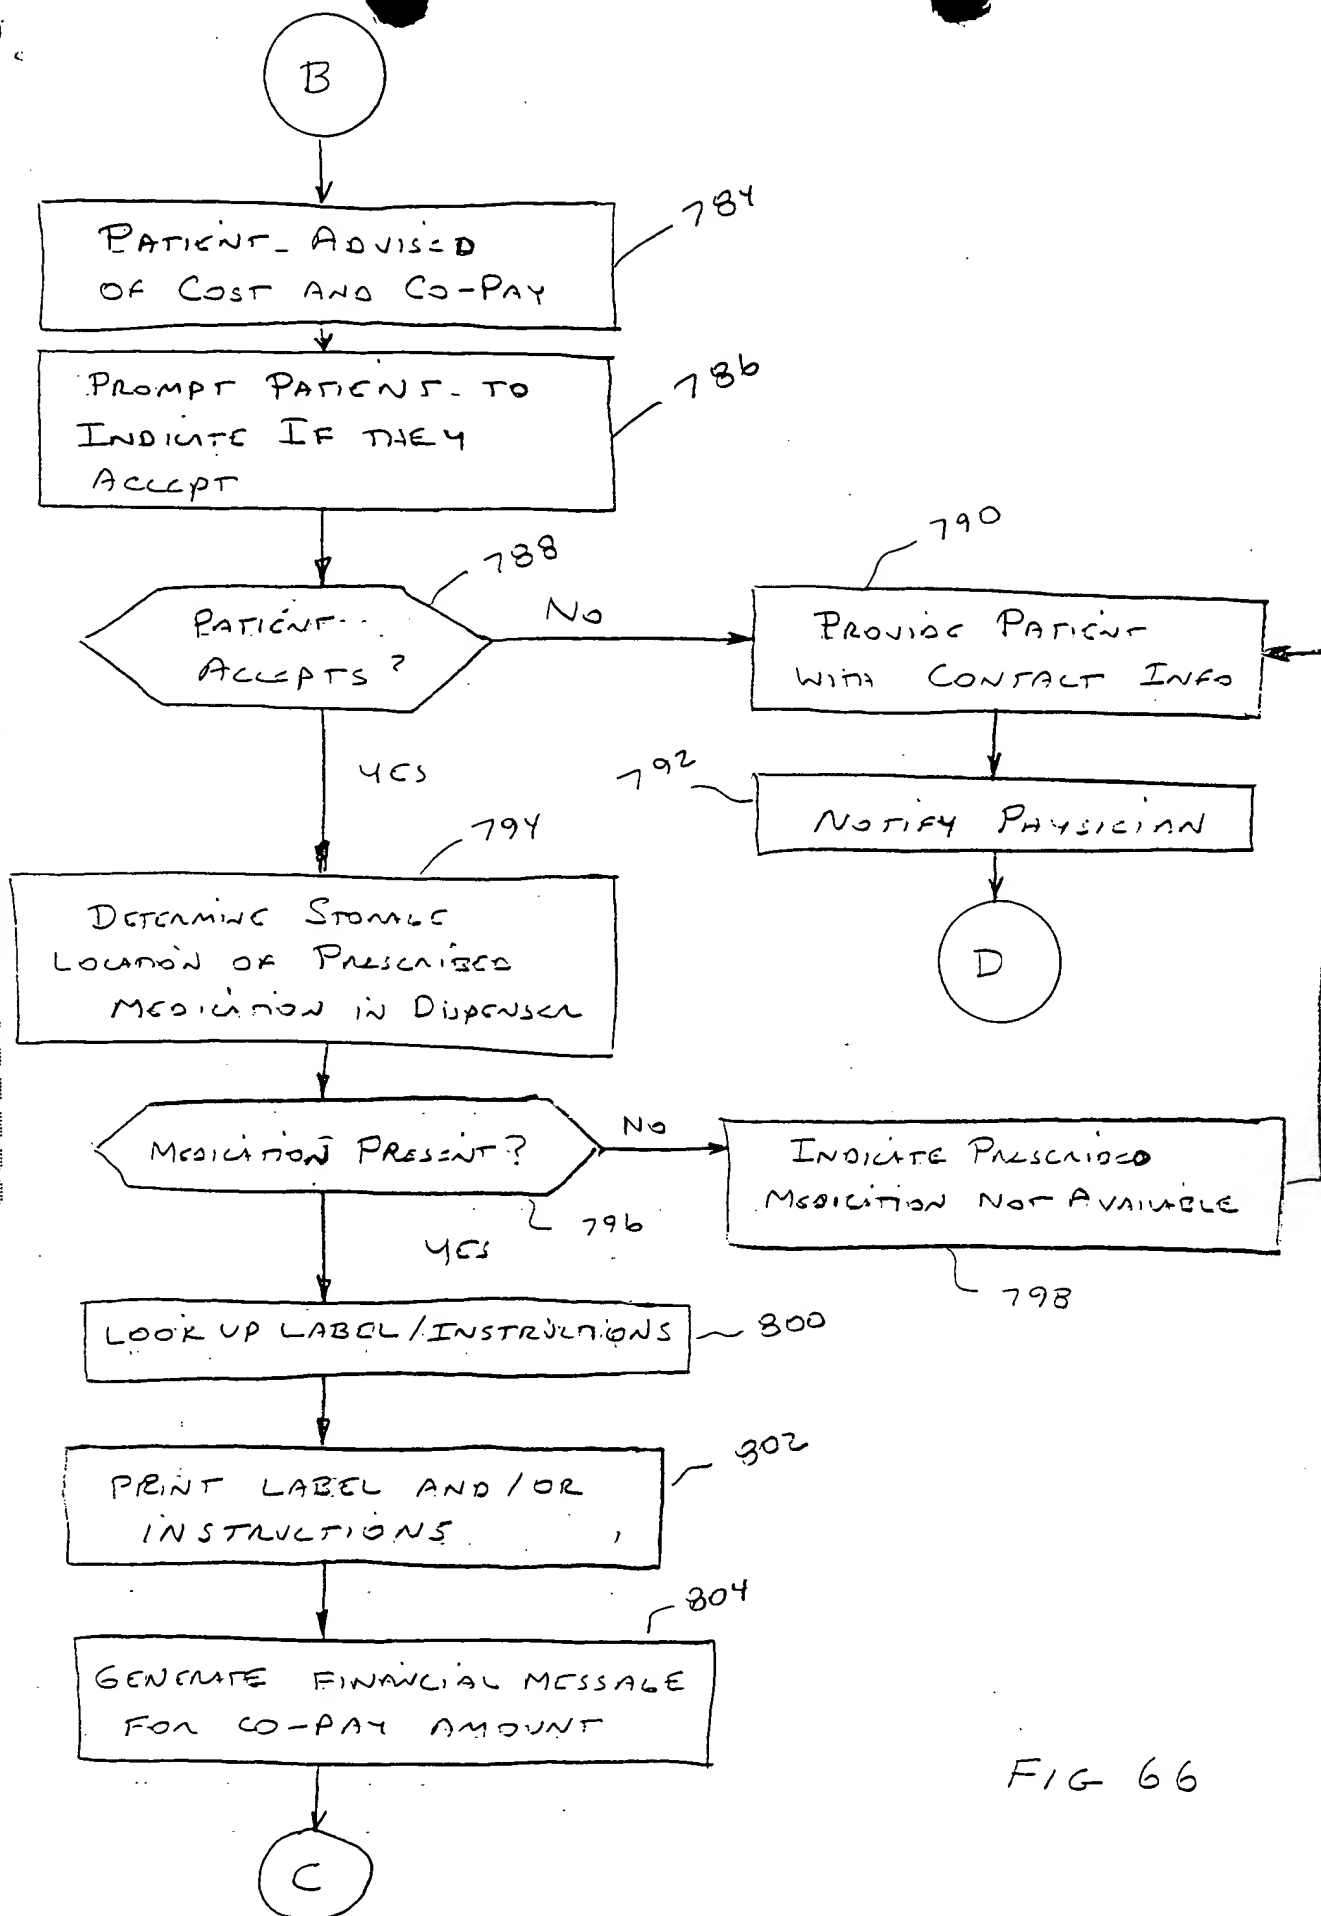 B
784
PATIENT ADVISED
OF COST AND CO-PAY
786
PROMPT PATIENT TO
INDICATE IF THEY
ACCEPT
788
PATIENT
ACCEPTS?
NO
790
PROVIDE PATIENT
WITH CONTACT INFO
YES
792
NOTIFY PHYSICIAN
D
794
DETERMINE STORAGE
LOCATION OF PRESCRIBED
MEDICATION IN DISPENSER
MEDICATION PRESENT?
NO
796
YES
INDICATE PRESCRIBED
MEDICATION NOT AVAILABLE
798
LOOK UP LABEL/INSTRUCTIONS
800
PRINT LABEL AND/OR
INSTRUCTIONS
802
804
GENERATE FINANCIAL MESSAGE
FOR CO-PAY AMOUNT
C
FIG 66